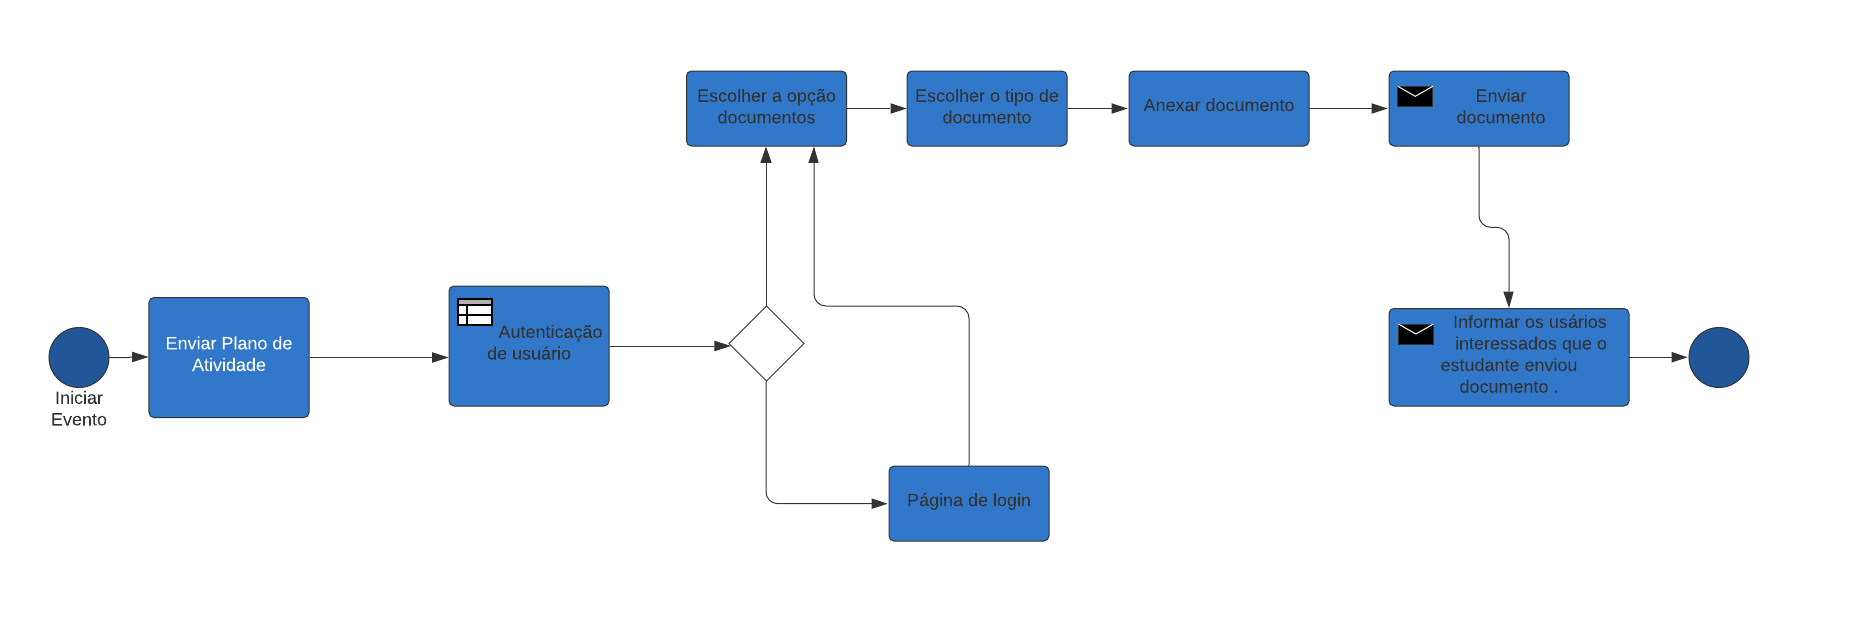 Iniciar
Evento
Enviar Plano de
Atividade
Autenticação
de usuário
Escolher a opção
documentos
Escolher o tipo de
documento
Anexar documento
Enviar
documento
Página de login
Informar os usários
interessados que o
estudante enviou
documento .